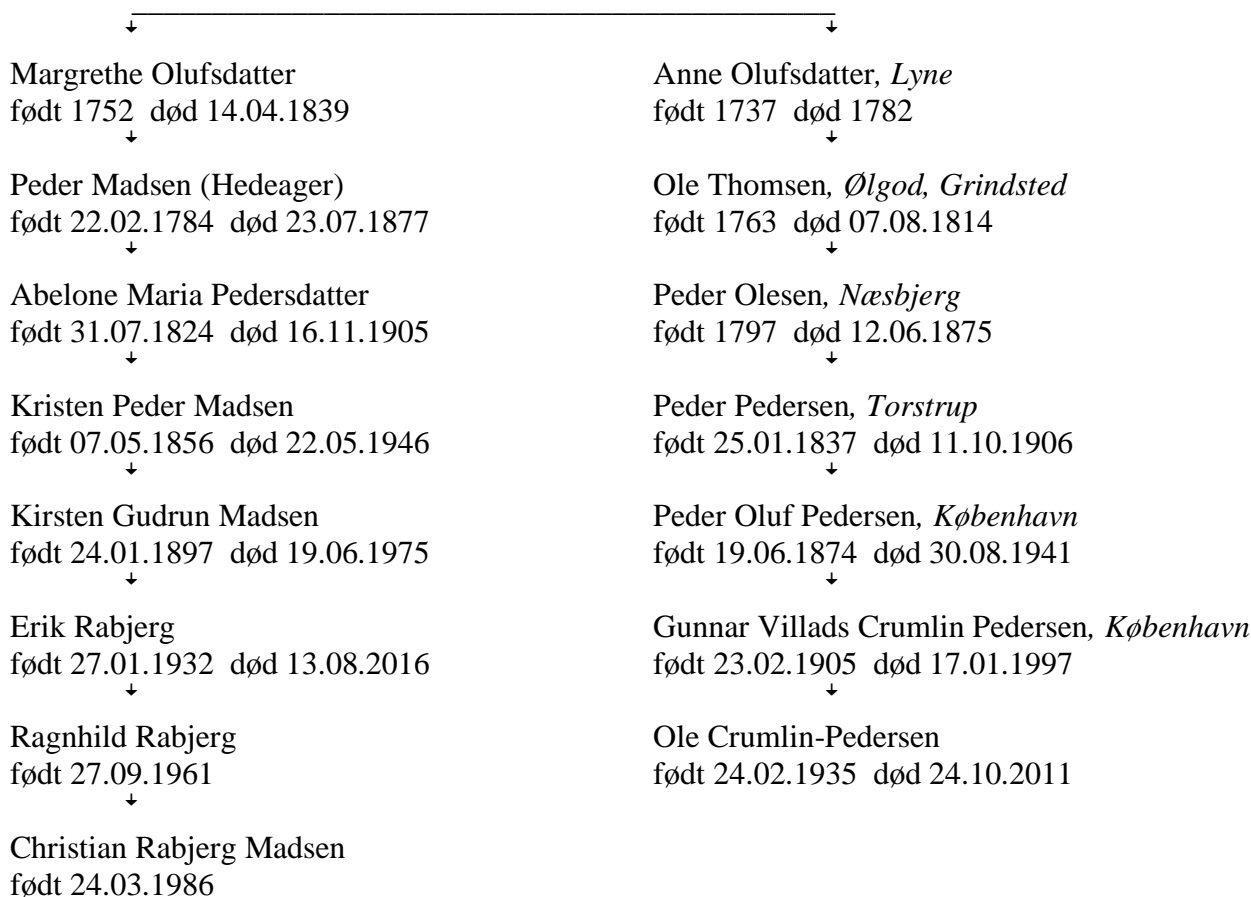 Margrethe Olufsdatter
født 1752 død 14.04.1839
Peder Madsen (Hedeager)
født 22.02.1784 død 23.07.1877
Abelone Maria Pedersdatter
født 31.07.1824 død 16.11.1905
Kristen Peder Madsen
født 07.05.1856 død 22.05.1946
Kirsten Gudrun Madsen
født 24.01.1897 død 19.06.1975
Erik Rabjerg
født 27.01.1932 død 13.08.2016
Ragnhild Rabjerg
født 27.09.1961
Christian Rabjerg Madsen
født 24.03.1986
Anne Olufsdatter, Lyne
født 1737 død 1782
Ole Thomsen, Ølgod, Grindsted
født 1763 død 07.08.1814
Peder Olesen, Næsbjerg
født 1797 død 12.06.1875
Peder Pedersen, Torstrup
født 25.01.1837 død 11.10.1906
Peder Oluf Pedersen, København
født 19.06.1874 død 30.08.1941
Gunnar Villads Crumlin Pedersen, København
født 23.02.1905 død 17.01.1997
Ole Crumlin-Pedersen
født 24.02.1935 død 24.10.2011